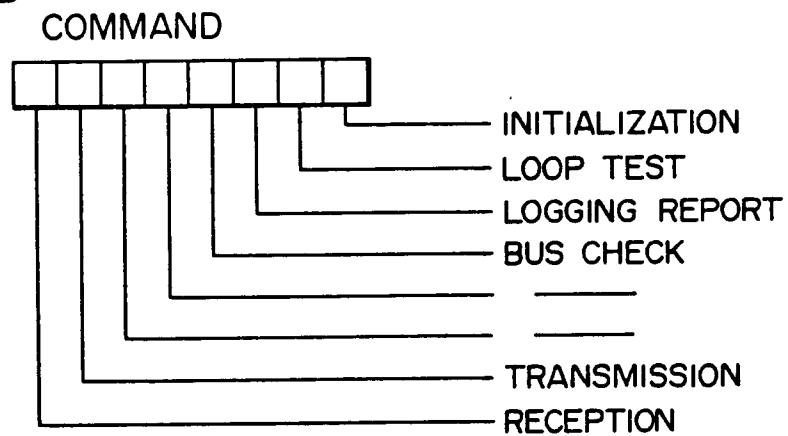 COMMAND
INITIALIZATION
LOOP TEST
LOGGING REPORT
BUS CHECK
TRANSMISSION
RECEPTION